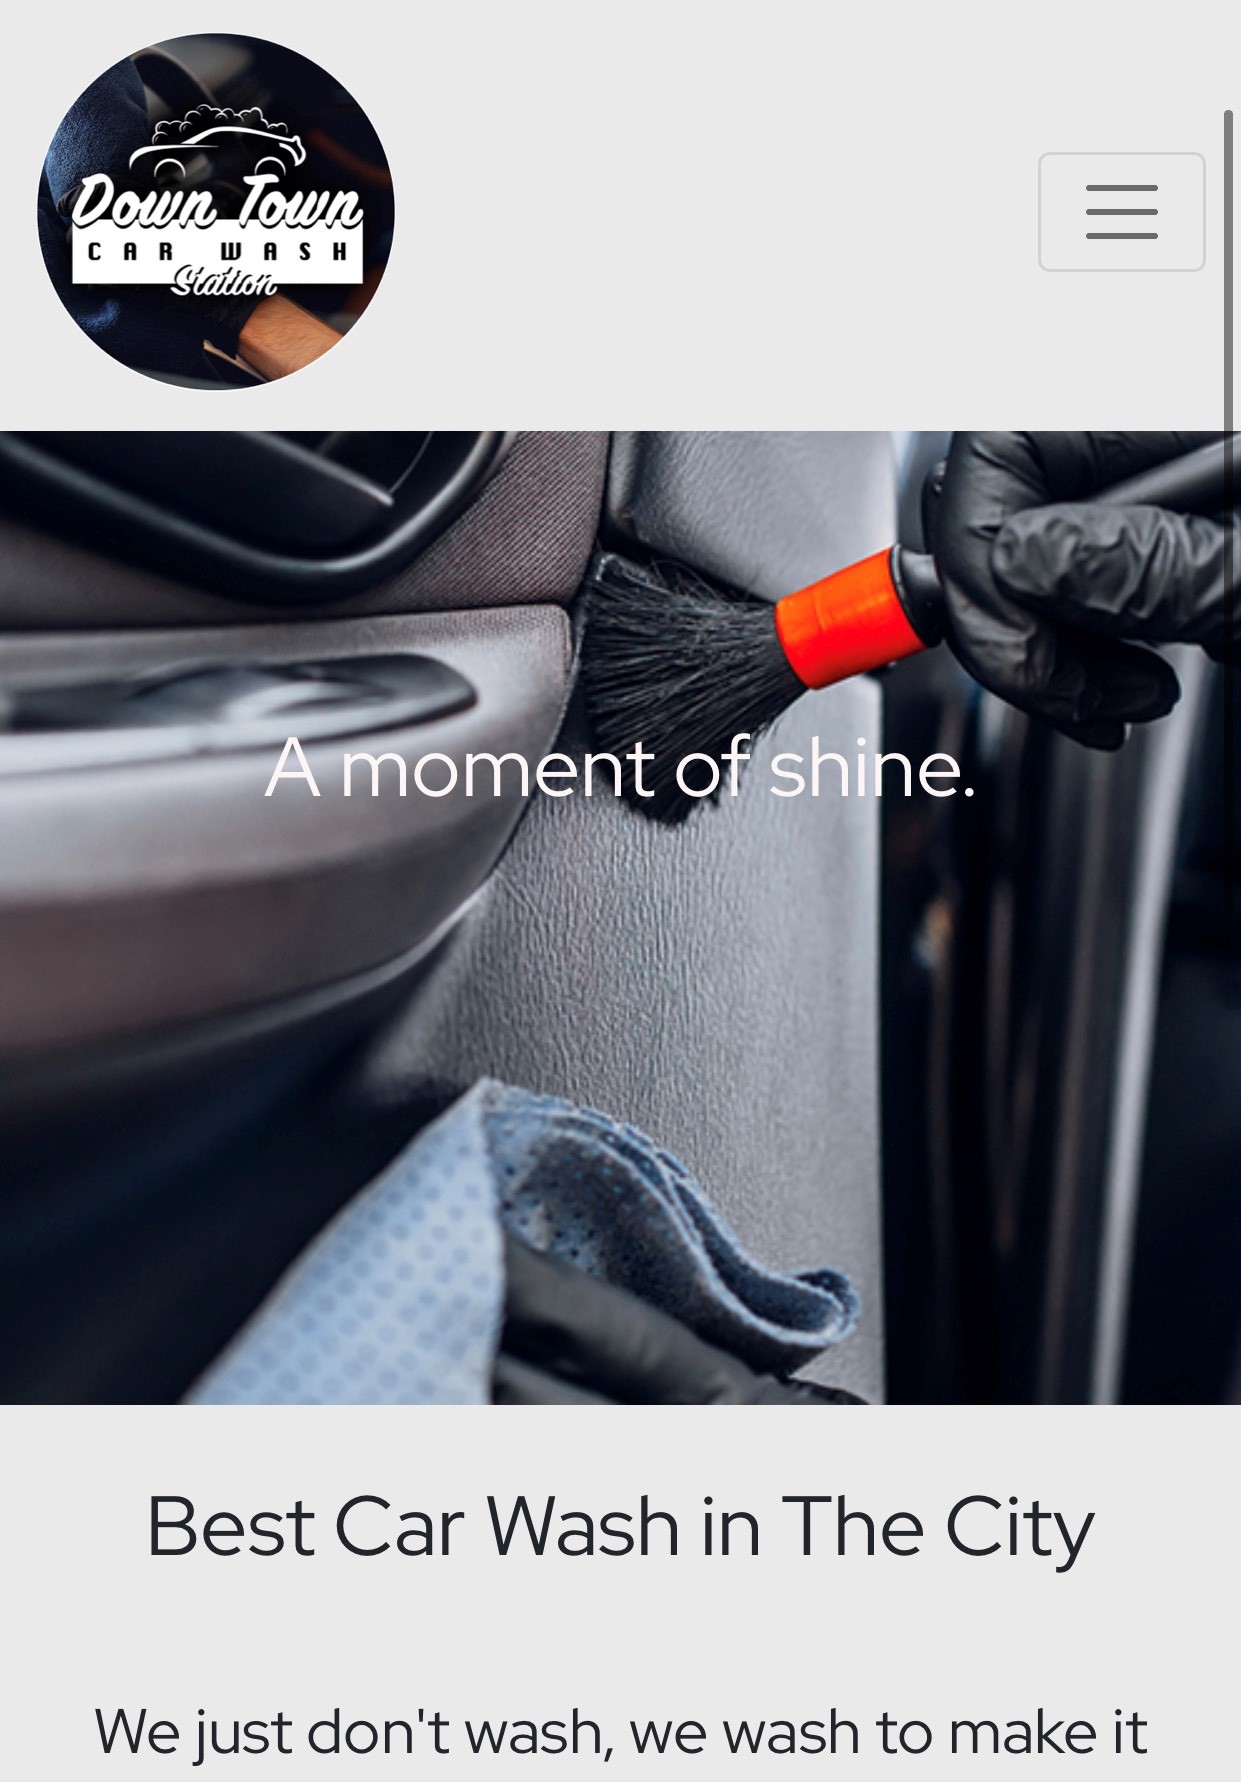 Down Town
CAR WASH
Station
A moment of shine.
Best Car Wash in The City
We just don't wash, we wash to make it